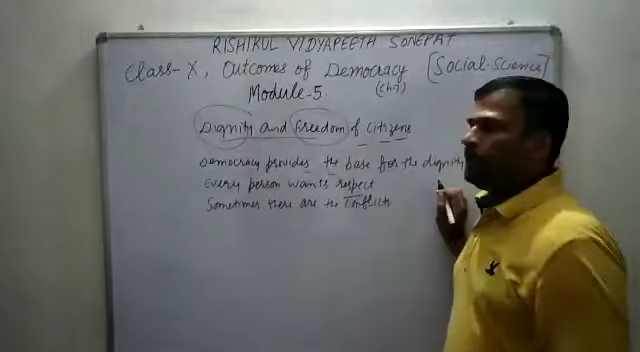 RISHIKUL VIDYAPEETH SONEPAT
Class-X, Outcomes of Democracy [Social-Science]
(Ch-7)
Module-5.
Dignity and Freedom of citizens
Democracy provides the base for the dignity
Every person wants respect
Sometimes there are the Conflicts